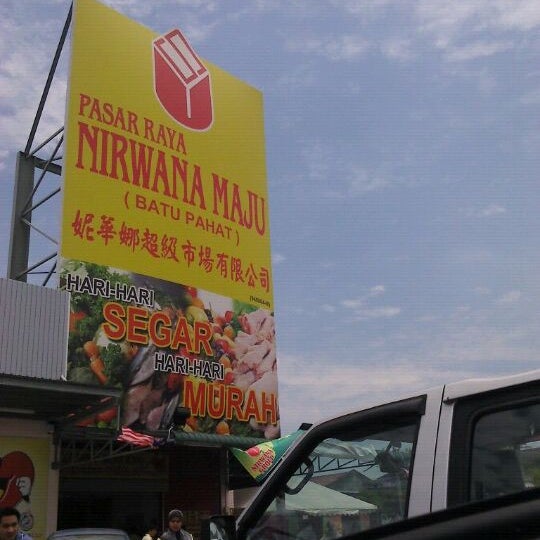 PASAR RAYA
NIRWANA MAJU
( BATU PAHAT )
妮華娜超級市場有限公司
HARI-HARI
SEGAR
HARI-HARI
MURAH
NIRWANA